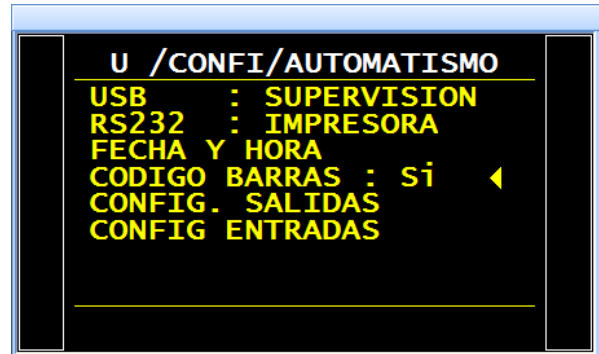 U /CONFI/AUTOMATISMO
USB : SUPERVISION
RS232 : IMPRESORA
FECHA Y HORA
CODIGO BARRAS : Si
CONFIG. SALIDAS
CONFIG ENTRADAS